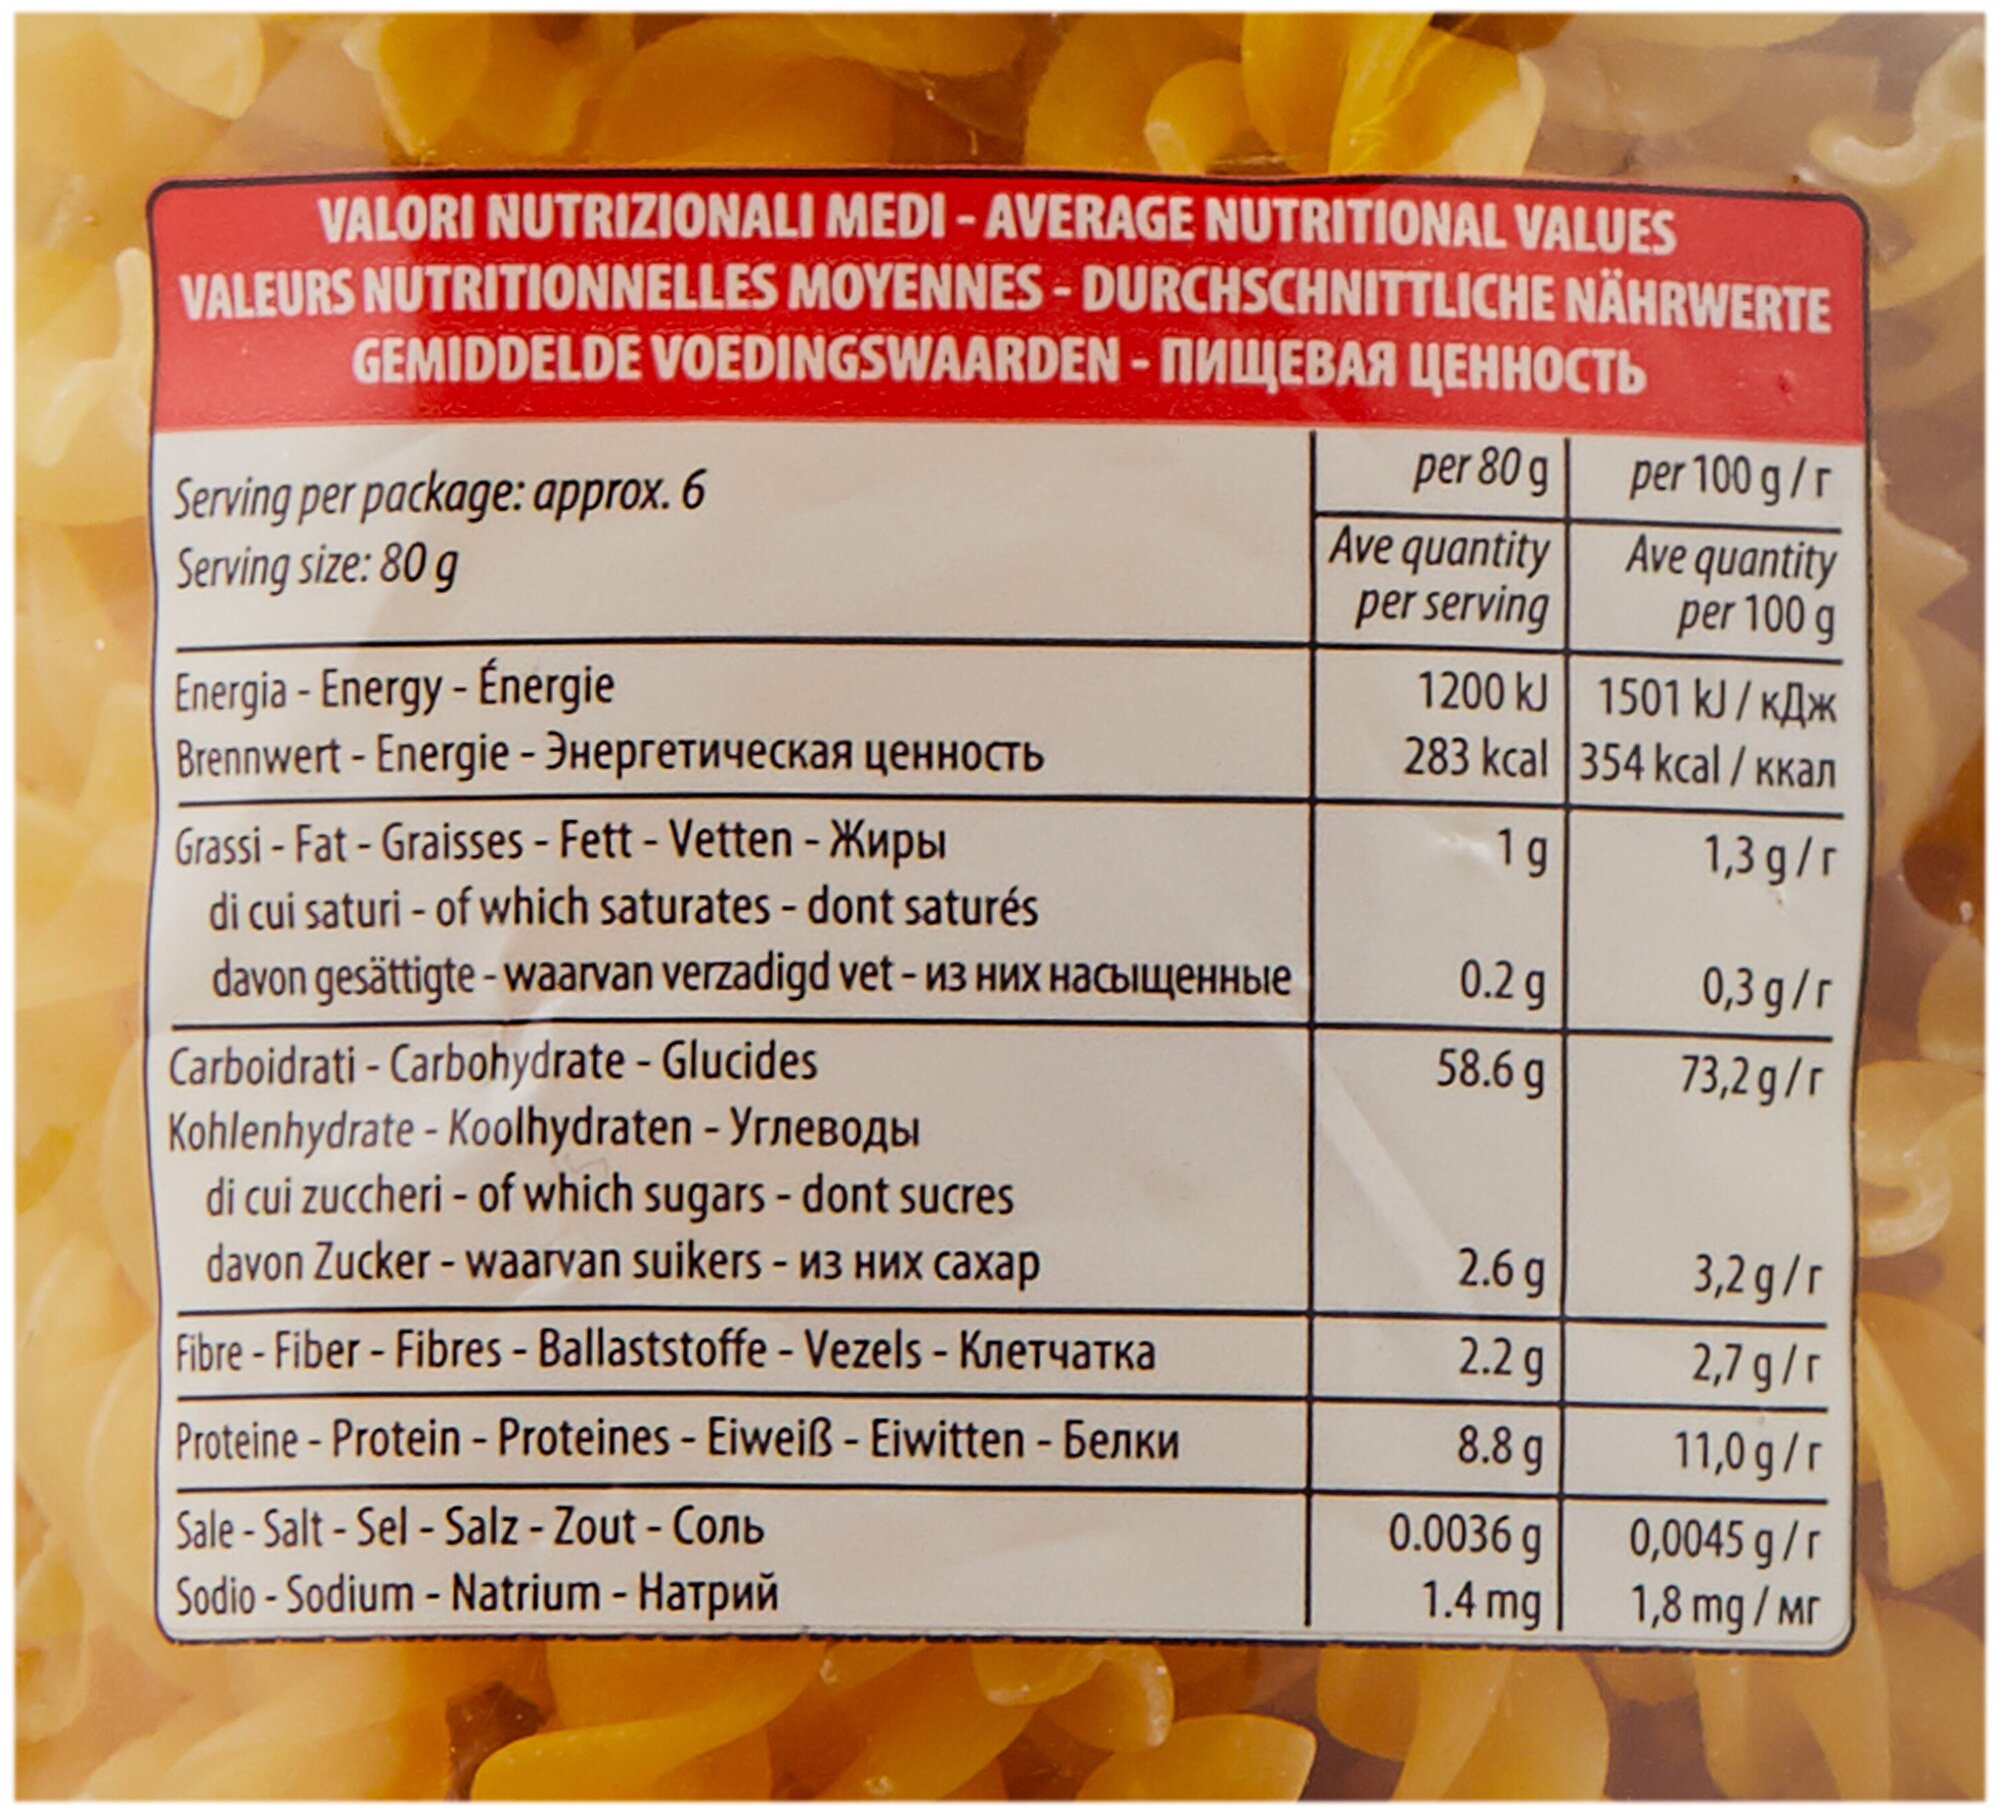 VALORI NUTRIZIONALI MEDI - AVERAGE NUTRITIONAL VALUES
VALEURS NUTRITIONNELLES MOYENNES - DURCHSCHNITTLICHE NÄHRWERTE
GEMIDDELDE VOEDINGSWAARDEN - ПИЩЕВАЯ ЦЕННОСТЬ
Serving per package: approx. 6 per 80 g per 100 g / г
Serving size: 80 g Ave quantity Ave quantity
per serving per 100 g
Energia - Energy - Énergie 1200 kJ 1501 kJ / кДж
Brennwert - Energie - Энергетическая ценность 283 kcal 354 kcal / ккал
Grassi - Fat - Graisses - Fett - Vetten - Жиры 1 g 1,3 g / г
di cui saturi - of which saturates - dont saturés
davon gesättigte - waarvan verzadigd vet - из них насыщенные 0.2 g 0,3 g / г
Carboidrati - Carbohydrate - Glucides 58.6 g 73,2 g / г
Kohlenhydrate - Koolhydraten - Углеводы
di cui zuccheri - of which sugars - dont sucres
davon Zucker - waarvan suikers - из них сахар 2.6 g 3,2 g / г
Fibre - Fiber - Fibres - Ballaststoffe - Vezels - Клетчатка 2.2 g 2,7 g / г
Proteine - Protein - Proteines - Eiweiß - Eiwitten - Белки 8.8 g 11,0 g / г
Sale - Salt - Sel - Salz - Zout - Соль 0.0036 g 0,0045 g / г
Sodio - Sodium - Natrium - Натрий 1.4 mg 1,8 mg / мг